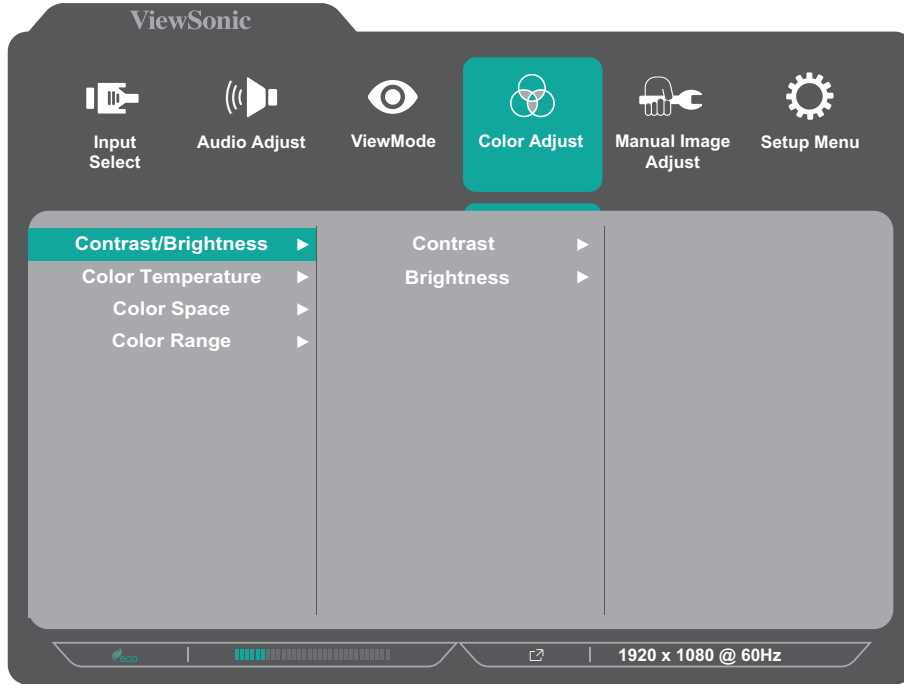 ViewSonic
Input
Select
Audio Adjust
ViewMode
Color Adjust
Manual Image
Adjust
Setup Menu
Contrast/Brightness
Color Temperature
Color Space
Color Range
Contrast
Brightness
eco
1920 x 1080 @ 60Hz